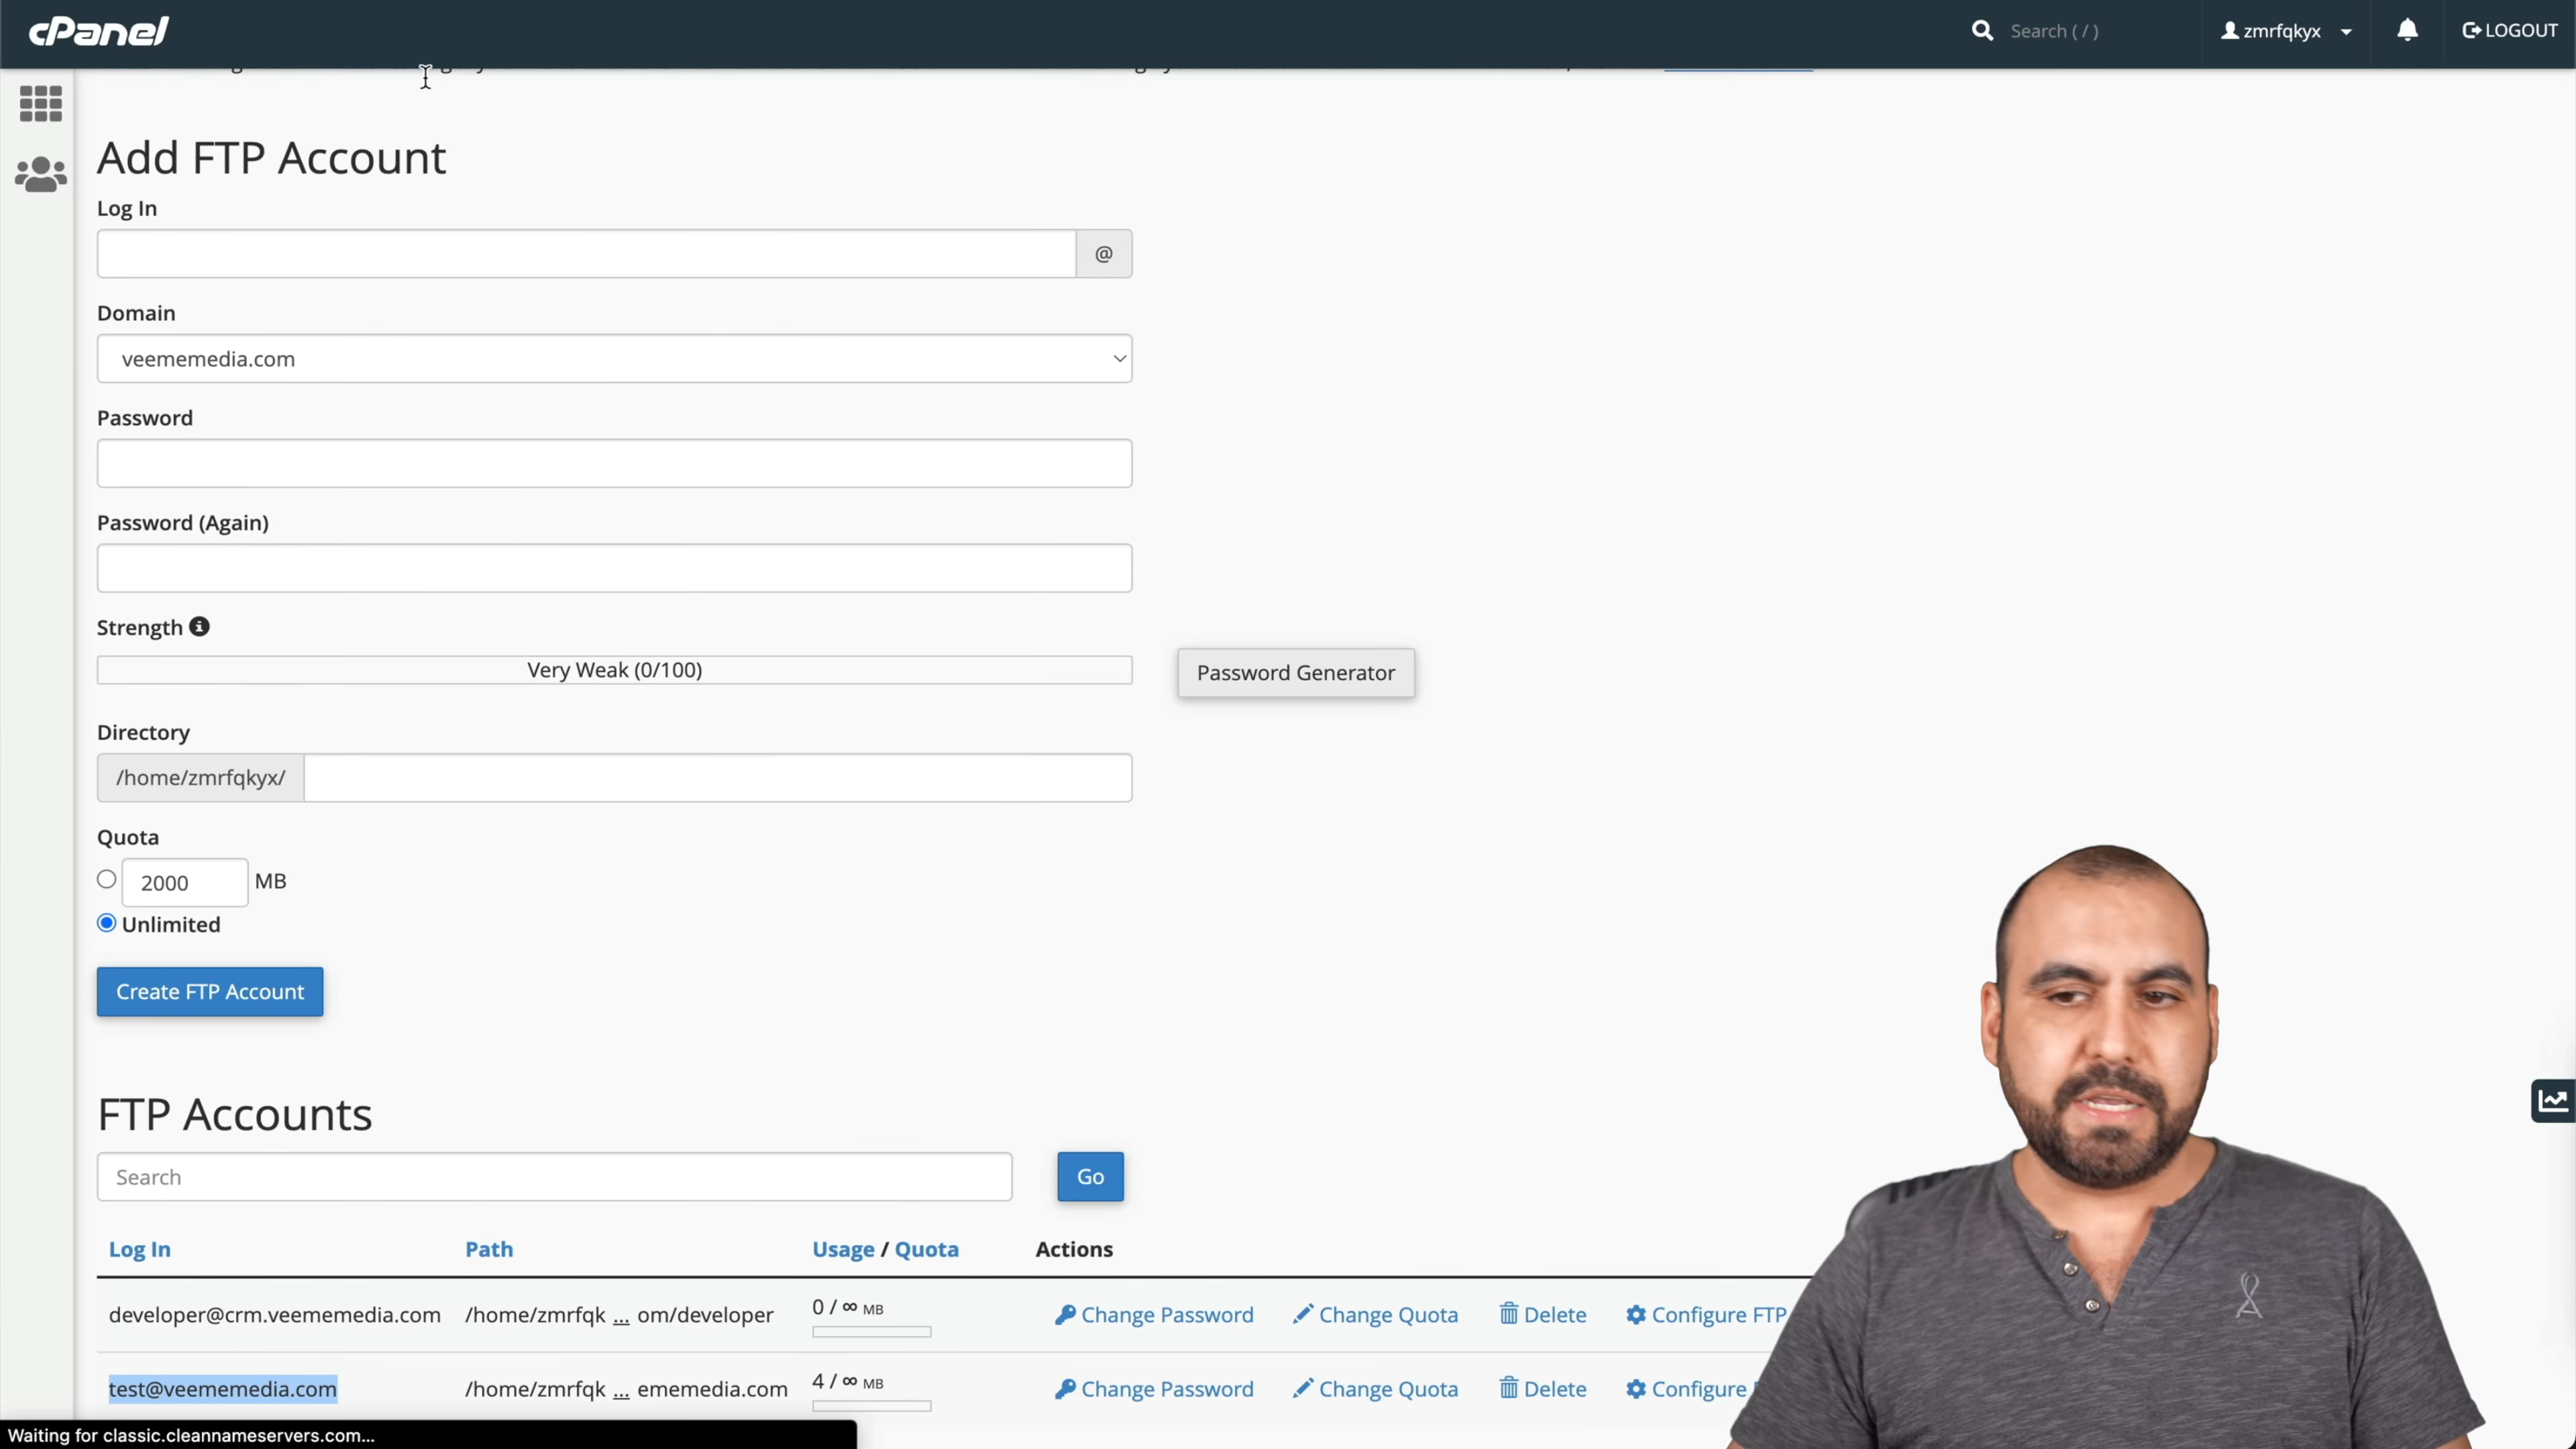 cPanel
Search ( / )
zmrfqkyx
LOGOUT
Add FTP Account
Log In
@
Domain
veemememedia.com
Password
Password (Again)
Strength
Very Weak (0/100)
Password Generator
Directory
/home/zmrfqkyx/
Quota
2000 MB
Unlimited
Create FTP Account
FTP Accounts
Search
Go
Log In Path Usage / Quota Actions
developer@crm.veemememedia.com /home/zmrfqk ... om/developer 0 / ∞ MB Change Password Change Quota Delete Configure FTP
test@veemememedia.com /home/zmrfqk ... ememedia.com 4 / ∞ MB Change Password Change Quota Delete Configure
Waiting for classic.cleannameservers.com...